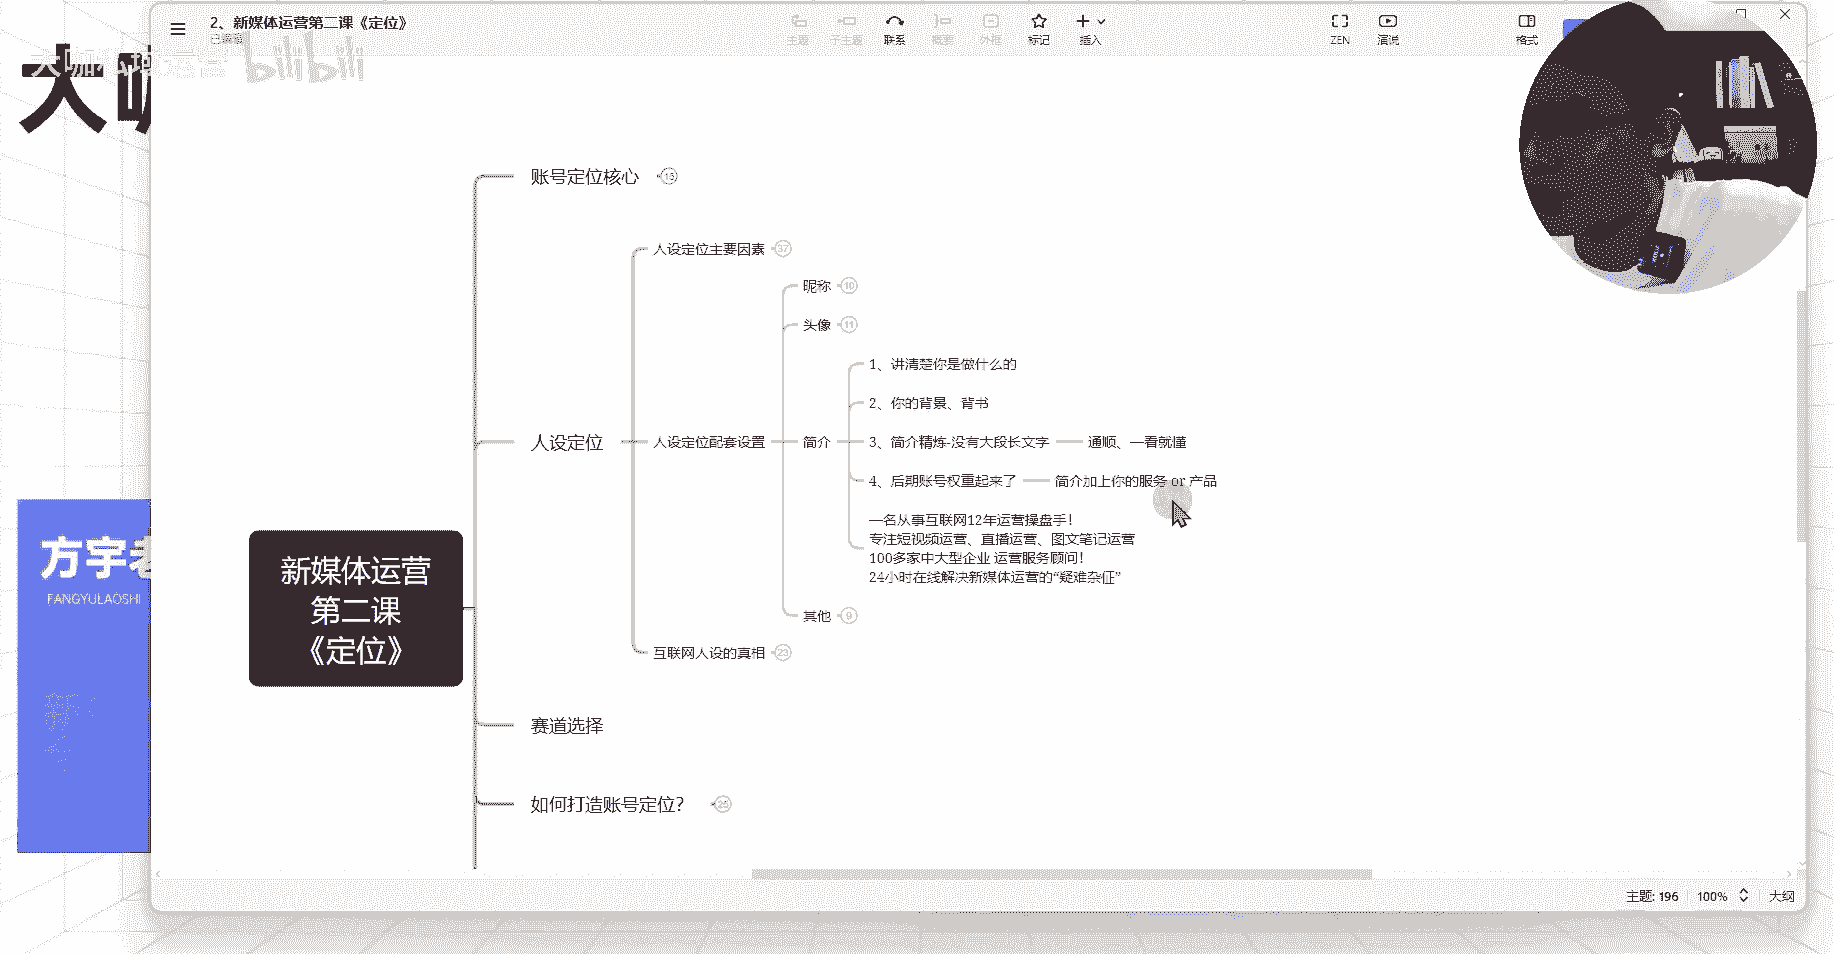 2、新媒体运营第二课《定位》
已编辑
主题
子主题
联系
概要
外框
标记
插入
ZEN
演说
格式
大咖私域运营
bilibili
大咖
账号定位核心 16
人设定位主要因素 37
昵称 10
头像 11
1、讲清楚你是做什么的
2、你的背景、背书
人设定位
人设定位配套设置
简介
3、简介精炼-没有大段长文字
通顺、一看就懂
4、后期账号权重起来了
简介加上你的服务 or 产品
一名从事互联网12年运营操盘手！
专注短视频运营、直播运营、图文笔记运营
100多家中大型企业 运营服务顾问！
24小时在线解决新媒体运营的“疑难杂症”
其他 9
互联网人设的真相 23
新媒体运营
第二课
《定位》
方宇老
FANGYULAOSHI
赛道选择
如何打造账号定位？
主题: 196
100%
大纲